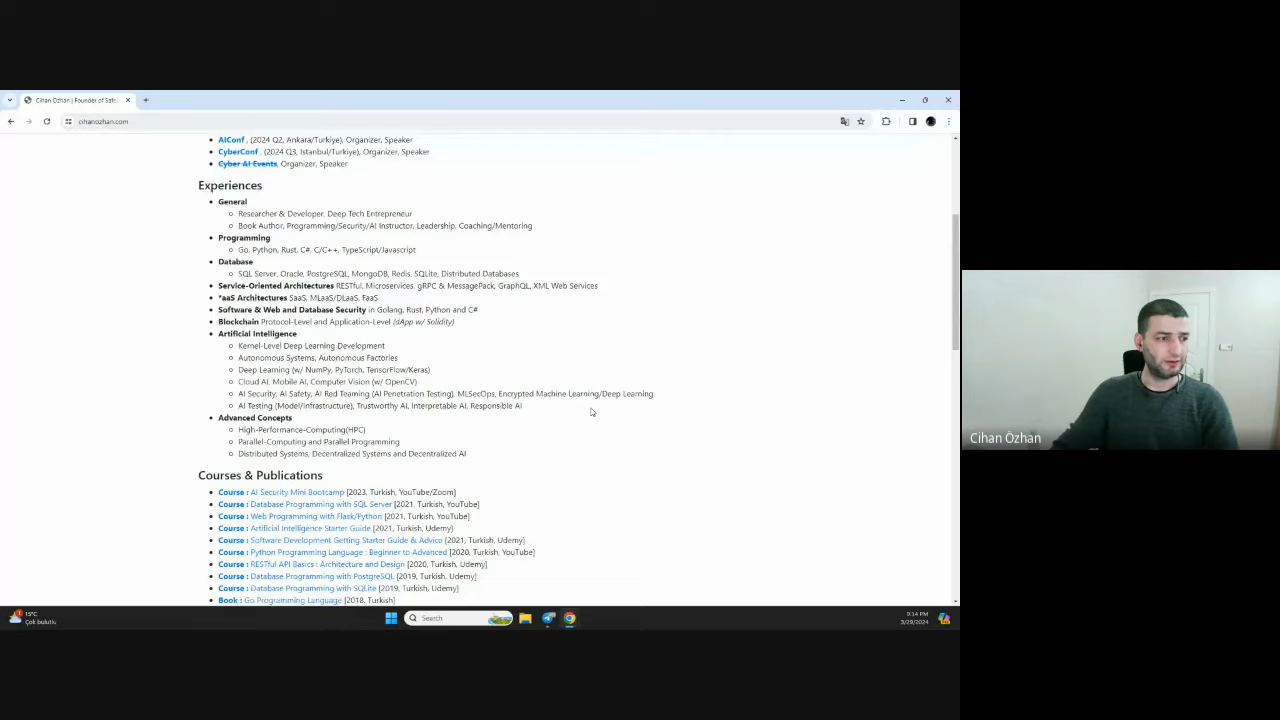 Cihan Ozhan | Founder of Safe
cihanozhan.com
AIConf , (2024 Q2, Ankara/Turkiye), Organizer, Speaker
CyberConf , (2024 Q3, Istanbul/Turkiye), Organizer, Speaker
Cyber AI Events, Organizer, Speaker
Experiences
General
Researcher & Developer, Deep Tech Entrepreneur
Book Author, Programming/Security/AI Instructor, Leadership, Coaching/Mentoring
Programming
Go, Python, Rust, C#, C/C++, TypeScript/Javascript
Database
SQL Server, Oracle, PostgreSQL, MongoDB, Redis, SQLite, Distributed Databases
Service-Oriented Architectures RESTful, Microservices, gRPC & MessagePack, GraphQL, XML Web Services
*aaS Architectures SaaS, MLaaS/DLaaS, FaaS
Software & Web and Database Security in Golang, Rust, Python and C#
Blockchain Protocol-Level and Application-Level (dApp w/ Solidity)
Artificial Intelligence
Kernel-Level Deep Learning Development
Autonomous Systems, Autonomous Factories
Deep Learning (w/ NumPy, PyTorch, TensorFlow/Keras)
Cloud AI, Mobile AI, Computer Vision (w/ OpenCV)
AI Security, AI Safety, AI Red Teaming (AI Penetration Testing), MLSecOps, Encrypted Machine Learning/Deep Learning
AI Testing (Model/Infrastructure), Trustworthy AI, Interpretable AI, Responsible AI
Advanced Concepts
High-Performance-Computing(HPC)
Parallel-Computing and Parallel Programming
Distributed Systems, Decentralized Systems and Decentralized AI
Courses & Publications
Course : AI Security Mini Bootcamp [2023, Turkish, YouTube/Zoom]
Course : Database Programming with SQL Server [2021, Turkish, YouTube]
Course : Web Programming with Flask/Python [2021, Turkish, YouTube]
Course : Artificial Intelligence Starter Guide [2021, Turkish, Udemy]
Course : Software Development Getting Starter Guide & Advice [2021, Turkish, Udemy]
Course : Python Programming Language : Beginner to Advanced [2020, Turkish, YouTube]
Course : RESTful API Basics : Architecture and Design [2020, Turkish, Udemy]
Course : Database Programming with PostgreSQL [2019, Turkish, Udemy]
Course : Database Programming with SQLite [2019, Turkish, Udemy]
Book : Go Programming Language [2018, Turkish]
Cihan Özhan
15°C
Çok bulutlu
Search
9:14 PM
3/29/2024